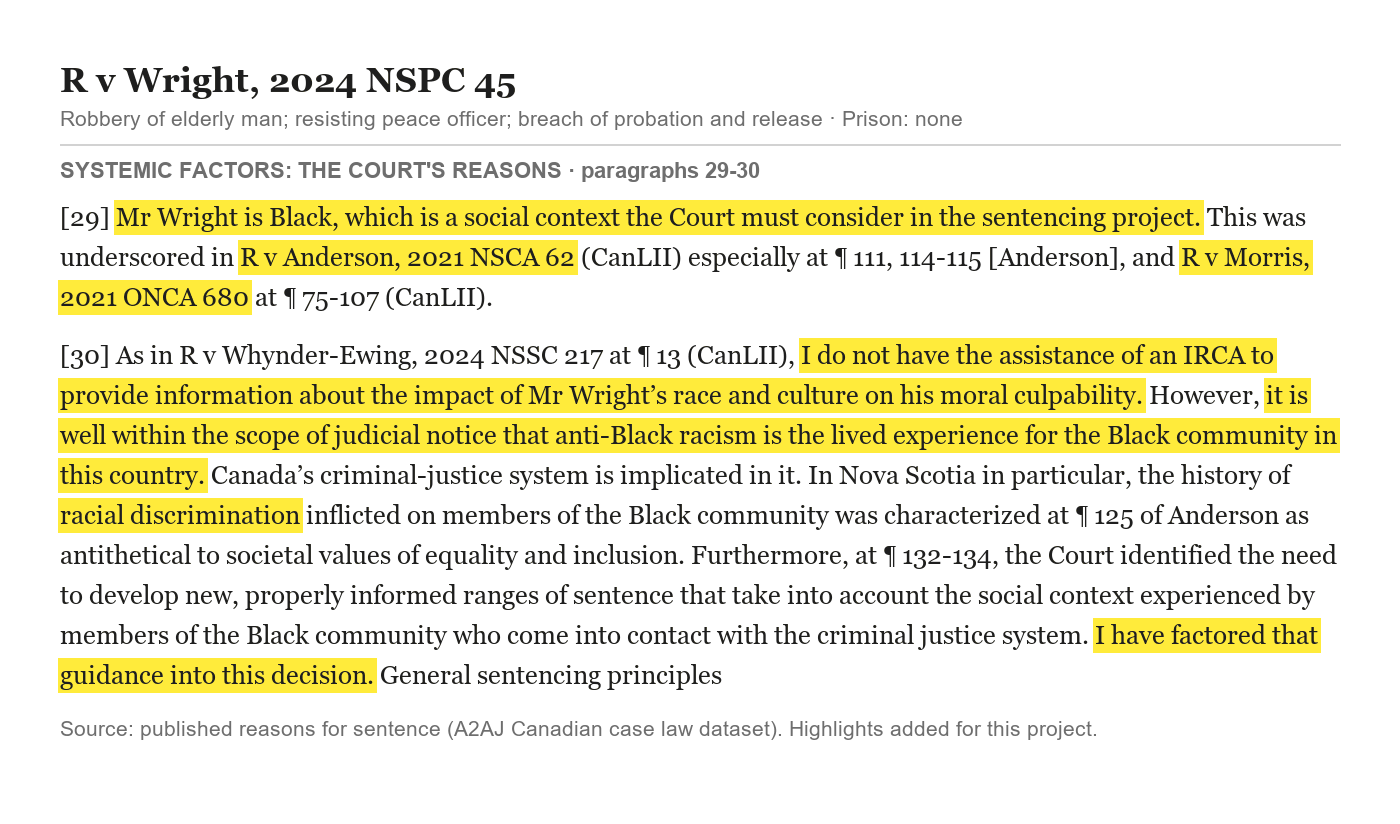 R v Wright, 2024 NSPC 45
Robbery of elderly man; resisting peace officer; breach of probation and release · Prison: none
SYSTEMIC FACTORS: THE COURT'S REASONS · paragraphs 29-30
[29] Mr Wright is Black, which is a social context the Court must consider in the sentencing project. This was
underscored in R v Anderson, 2021 NSCA 62 (CanLII) especially at ¶ 111, 114-115 [Anderson], and R v Morris,
2021 ONCA 680 at ¶ 75-107 (CanLII).
[30] As in R v Whynder-Ewing, 2024 NSSC 217 at ¶ 13 (CanLII), I do not have the assistance of an IRCA to
provide information about the impact of Mr Wright’s race and culture on his moral culpability. However, it is
well within the scope of judicial notice that anti-Black racism is the lived experience for the Black community in
this country. Canada’s criminal-justice system is implicated in it. In Nova Scotia in particular, the history of
racial discrimination inflicted on members of the Black community was characterized at ¶ 125 of Anderson as
antithetical to societal values of equality and inclusion. Furthermore, at ¶ 132-134, the Court identified the need
to develop new, properly informed ranges of sentence that take into account the social context experienced by
members of the Black community who come into contact with the criminal justice system. I have factored that
guidance into this decision. General sentencing principles
Source: published reasons for sentence (A2AJ Canadian case law dataset). Highlights added for this project.